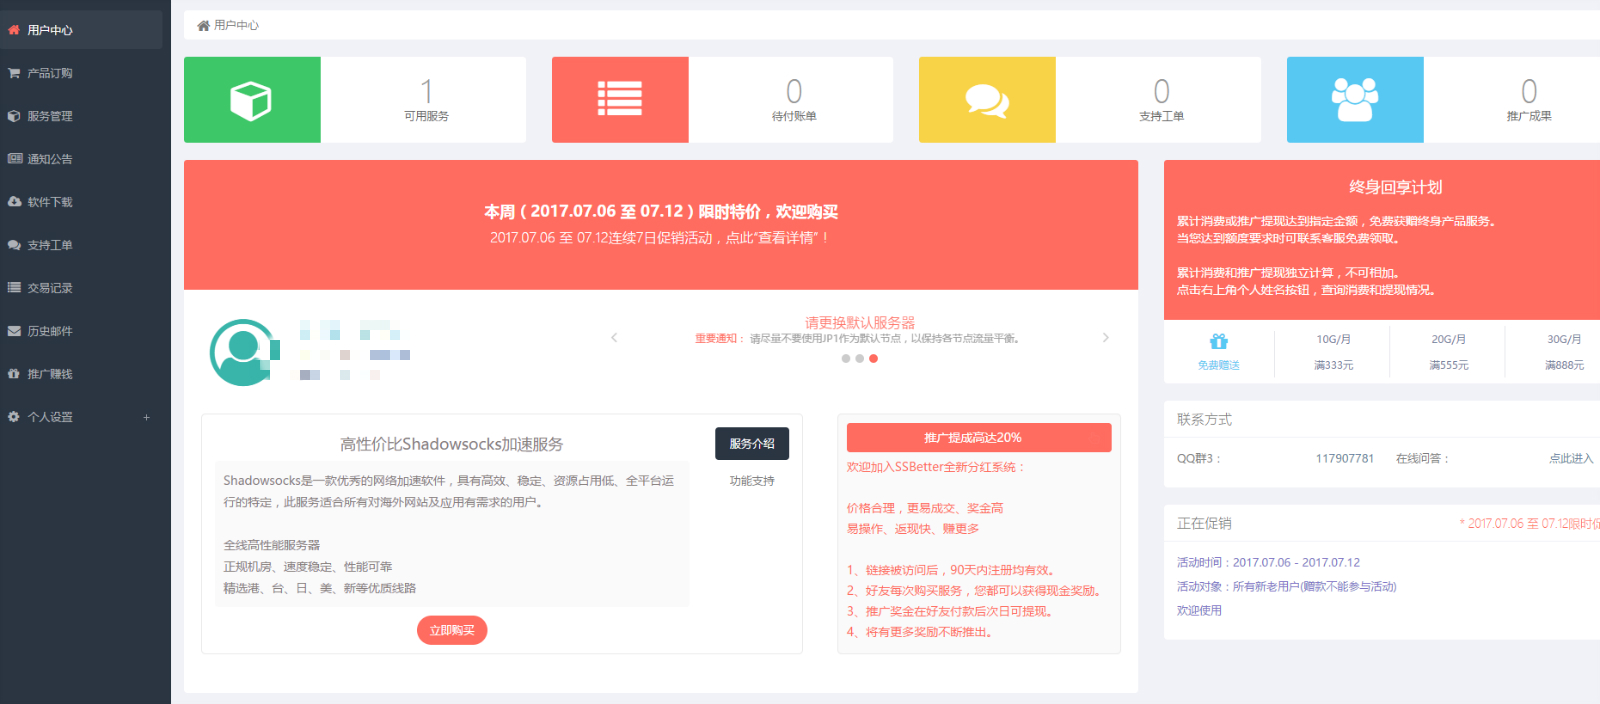 用户中心
产品订购
服务管理
通知公告
软件下载
支持工单
交易记录
历史邮件
推广赚钱
个人设置 +
用户中心
1
可用服务
0
待付账单
0
支持工单
0
推广成果
本周（2017.07.06 至 07.12）限时特价，欢迎购买
2017.07.06 至 07.12连续7日促销活动，点此“查看详情”！
请更换默认服务器
重要通知： 请尽量不要使用JP1作为默认节点，以保持各节点流量平衡。
高性价比Shadowsocks加速服务
Shadowsocks是一款优秀的网络加速软件，具有高效、稳定、资源占用低、全平台运
行的特定，此服务适合所有对海外网站及应用有需求的用户。
全线高性能服务器
正规机房、速度稳定、性能可靠
精选港、台、日、美、新等优质线路
立即购买
服务介绍
功能支持
推广提成高达20%
欢迎加入SSBetter全新分红系统：
价格合理，更易成交、奖金高
易操作、返现快、赚更多
1、链接被访问后，90天内注册均有效。
2、好友每次购买服务，您都可以获得现金奖励。
3、推广奖金在好友付款后次日可提现。
4、将有更多奖励不断推出。
终身回享计划
累计消费或推广提现达到指定金额，免费获赠终身产品服务。
当您达到额度要求时可联系客服免费领取。
累计消费和推广提现独立计算，不可相加。
点击右上角个人姓名按钮，查询消费和提现情况。
免费赠送
10G/月
满333元
20G/月
满555元
30G/月
满888元
联系方式
QQ群3： 117907781 在线问答： 点此进入
正在促销 * 2017.07.06 至 07.12限时
活动时间：2017.07.06 - 2017.07.12
活动对象：所有新老用户(赠款不能参与活动)
欢迎使用